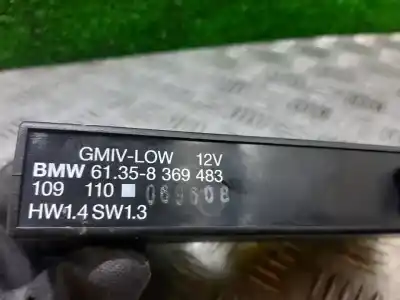 GMIV-LOW 12V
BMW 61.35-8 369 483
109 110
HW1.4 SW1.3